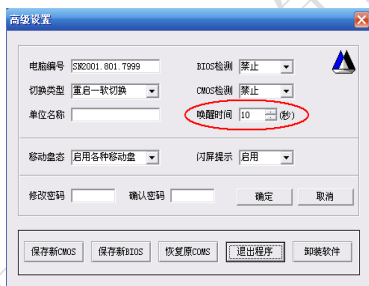 高级设置
电脑编号 SM2001.801.7999 BIOS检测 禁止
切换类型 重启一软切换 CMOS检测 禁止
单位名称 唤醒时间 10 (秒)
移动盘态 启用各种移动盘 闪屏提示 启用
修改密码 确认密码 确定 取消
保存新CMOS 保存新BIOS 恢复原COMS 退出程序 卸装软件